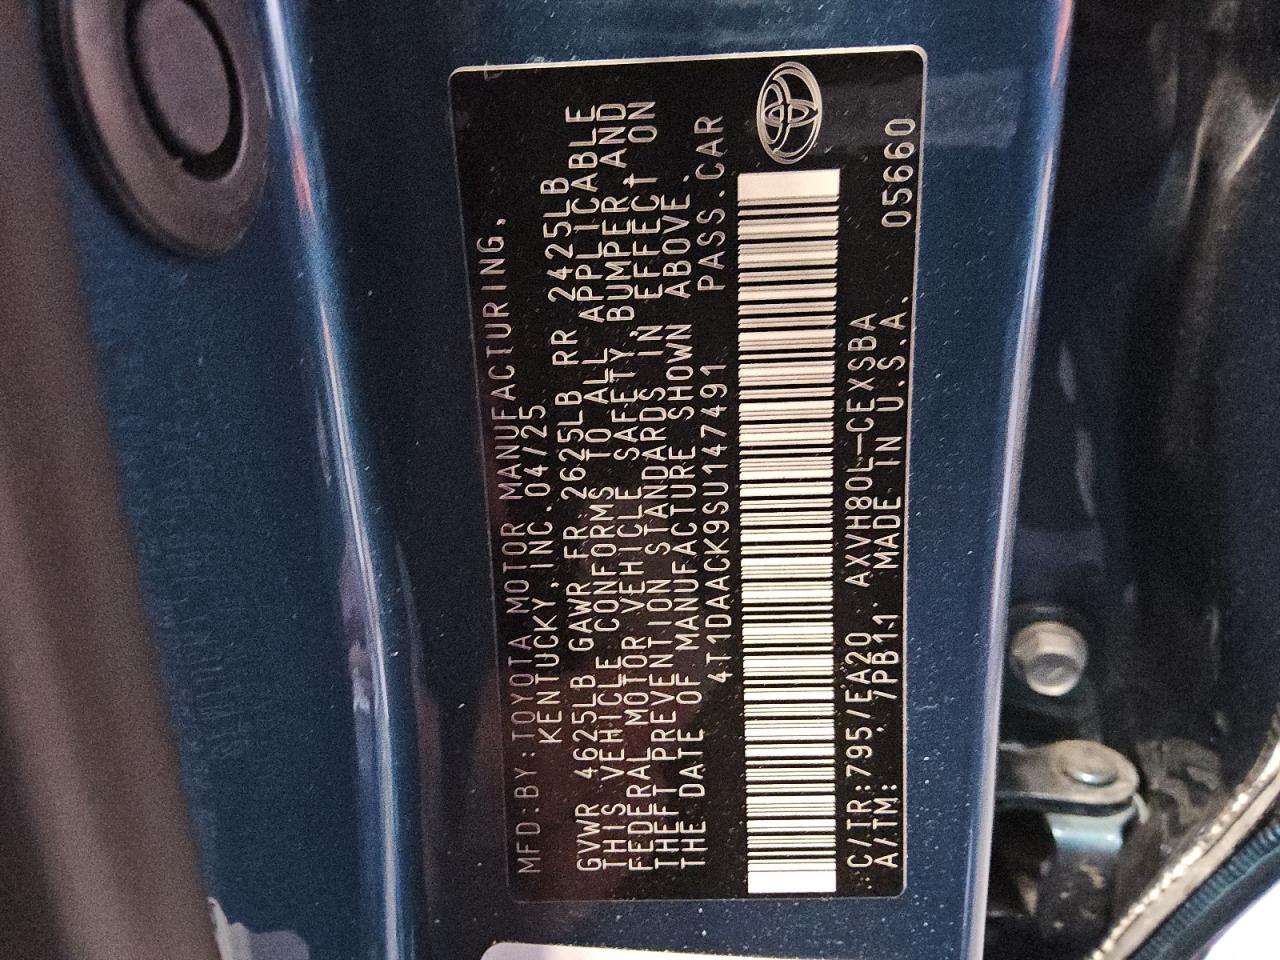 MFD.BY:TOYOTA MOTOR MANUFACTURING,
KENTUCKY,INC.04/25
GVWR 4625LB GAWR FR 2625LB RR 2425LB
THIS VEHICLE CONFORMS TO ALL APPLICABLE
FEDERAL MOTOR VEHICLE SAFETY,BUMPER,AND
THEFT PREVENTION STANDARDS IN EFFECT ON
THE DATE OF MANUFACTURE SHOWN ABOVE.
4T1DAACK9SU147491 PASS.CAR
C/TR:795/EA20 AXVH80L-CEXSBA
A/TM: 7PB11 MADE IN U.S.A. 05660